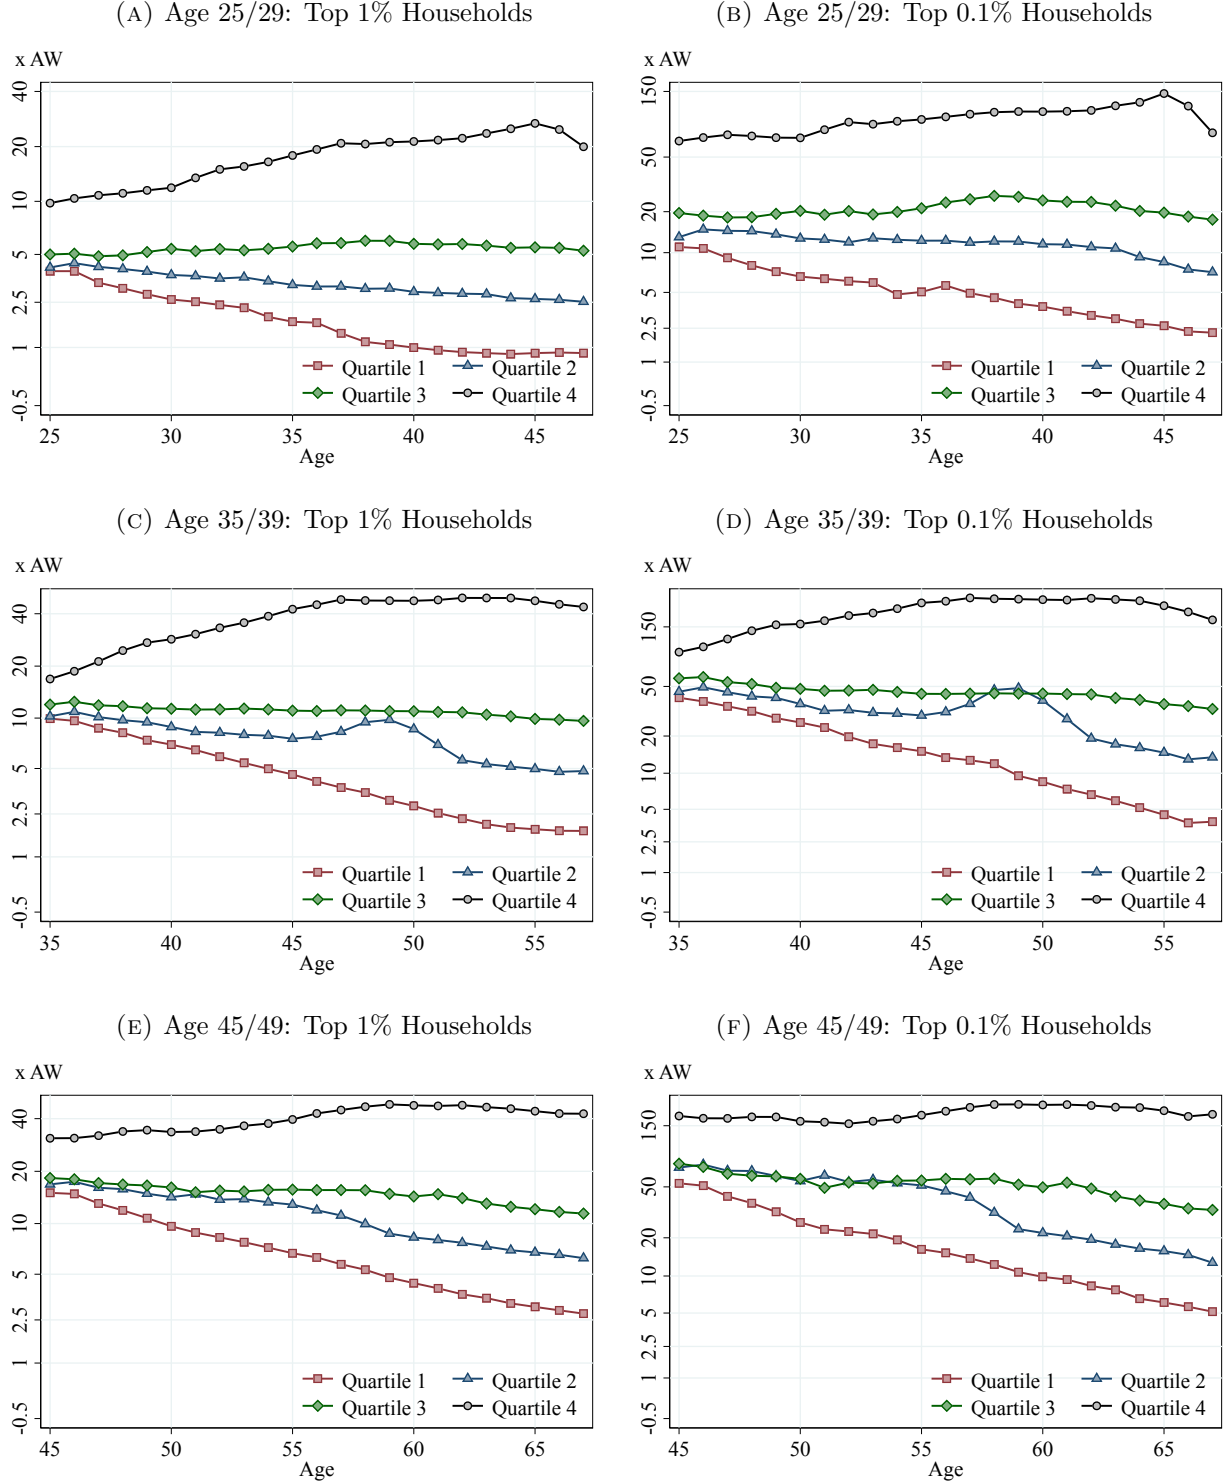 (A) Age 25/29: Top 1% Households
x AW
40
20
10
5
2.5
1
-0.5
Quartile 1 Quartile 2
Quartile 3 Quartile 4
25 30 35 40 45
Age
(B) Age 25/29: Top 0.1% Households
x AW
150
50
20
10
5
2.5
1
-0.5
Quartile 1 Quartile 2
Quartile 3 Quartile 4
25 30 35 40 45
Age
(C) Age 35/39: Top 1% Households
x AW
40
20
10
5
2.5
1
-0.5
Quartile 1 Quartile 2
Quartile 3 Quartile 4
35 40 45 50 55
Age
(D) Age 35/39: Top 0.1% Households
x AW
150
50
20
10
5
2.5
1
-0.5
Quartile 1 Quartile 2
Quartile 3 Quartile 4
35 40 45 50 55
Age
(E) Age 45/49: Top 1% Households
x AW
40
20
10
5
2.5
1
-0.5
Quartile 1 Quartile 2
Quartile 3 Quartile 4
45 50 55 60 65
Age
(F) Age 45/49: Top 0.1% Households
x AW
150
50
20
10
5
2.5
1
-0.5
Quartile 1 Quartile 2
Quartile 3 Quartile 4
45 50 55 60 65
Age